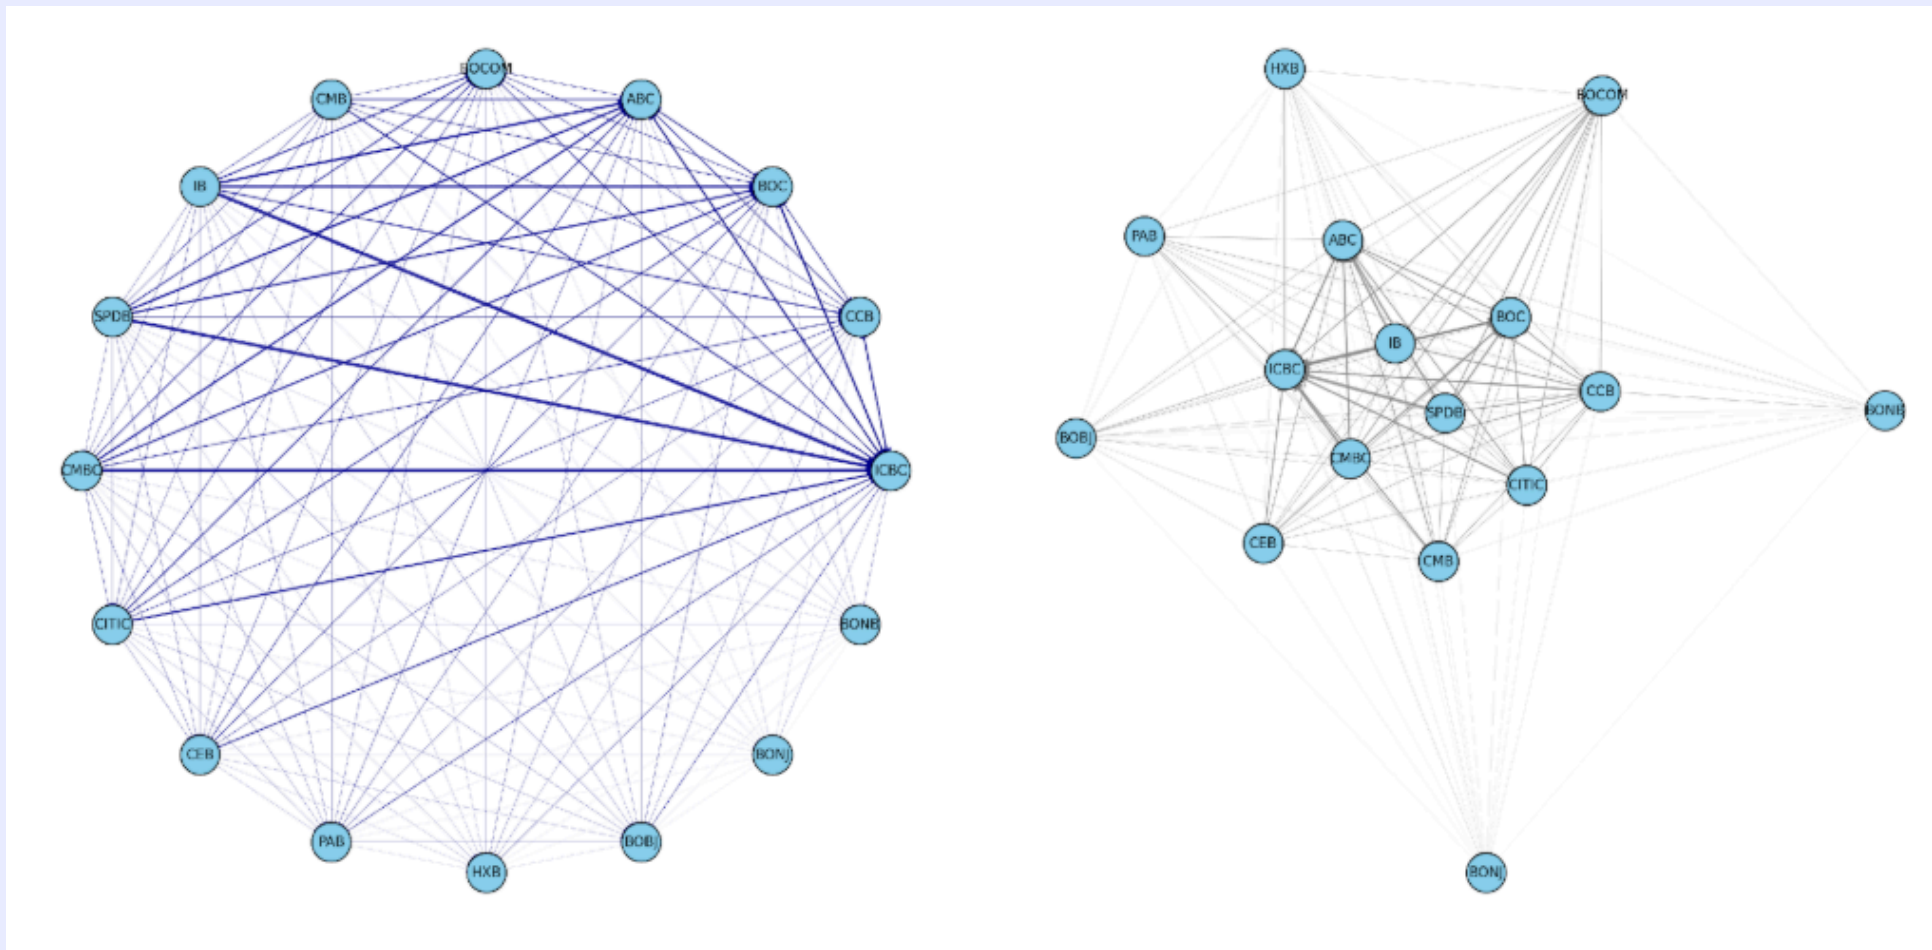 BOCOM
CMB
ABC
IB
BOC
SPDB
CCB
CMBC
ICBC
CITIC
BONB
CEB
BONJ
PAB
BOBJ
HXB
HXB
BOCOM
PAB
ABC
BOC
IB
ICBC
CCB
SPDB
BONB
BOBJ
CMBC
CITIC
CEB
CMB
BONJ